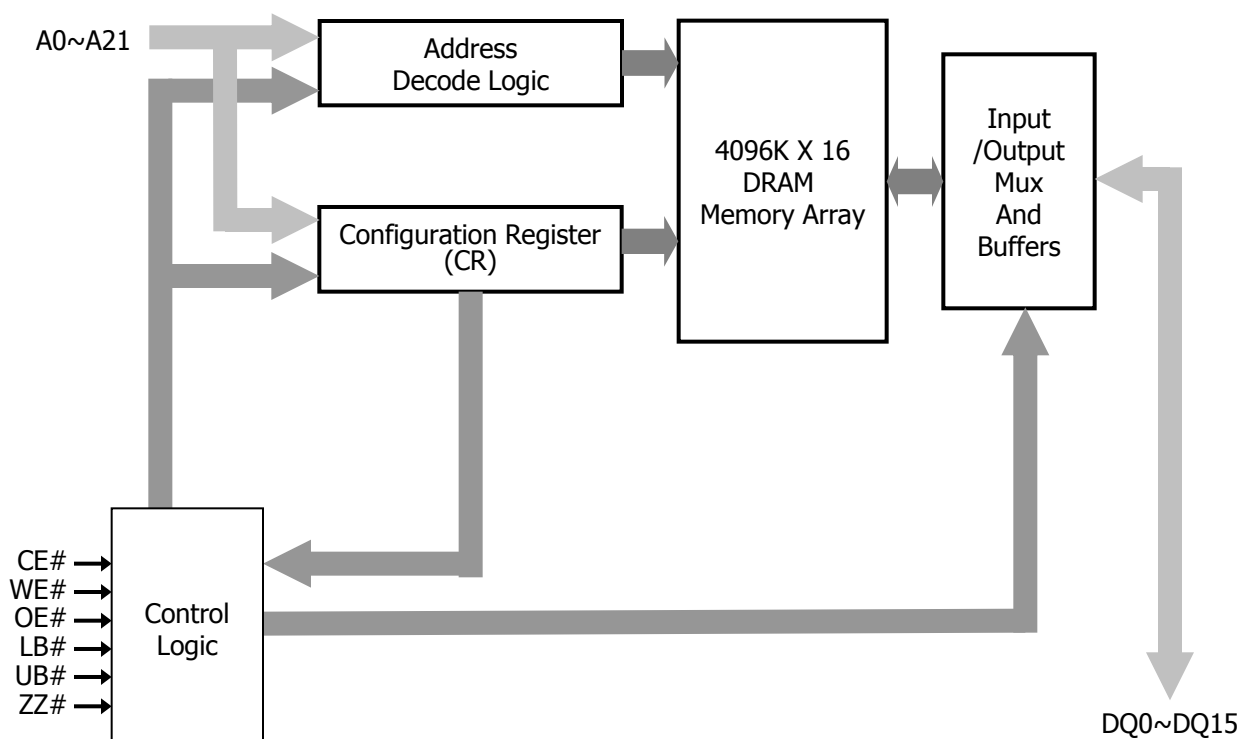 A0~A21
Address
Decode Logic
Configuration Register
(CR)
4096K X 16
DRAM
Memory Array
Input
/Output
Mux
And
Buffers
CE#
WE#
OE#
LB#
UB#
ZZ#
Control
Logic
DQ0~DQ15